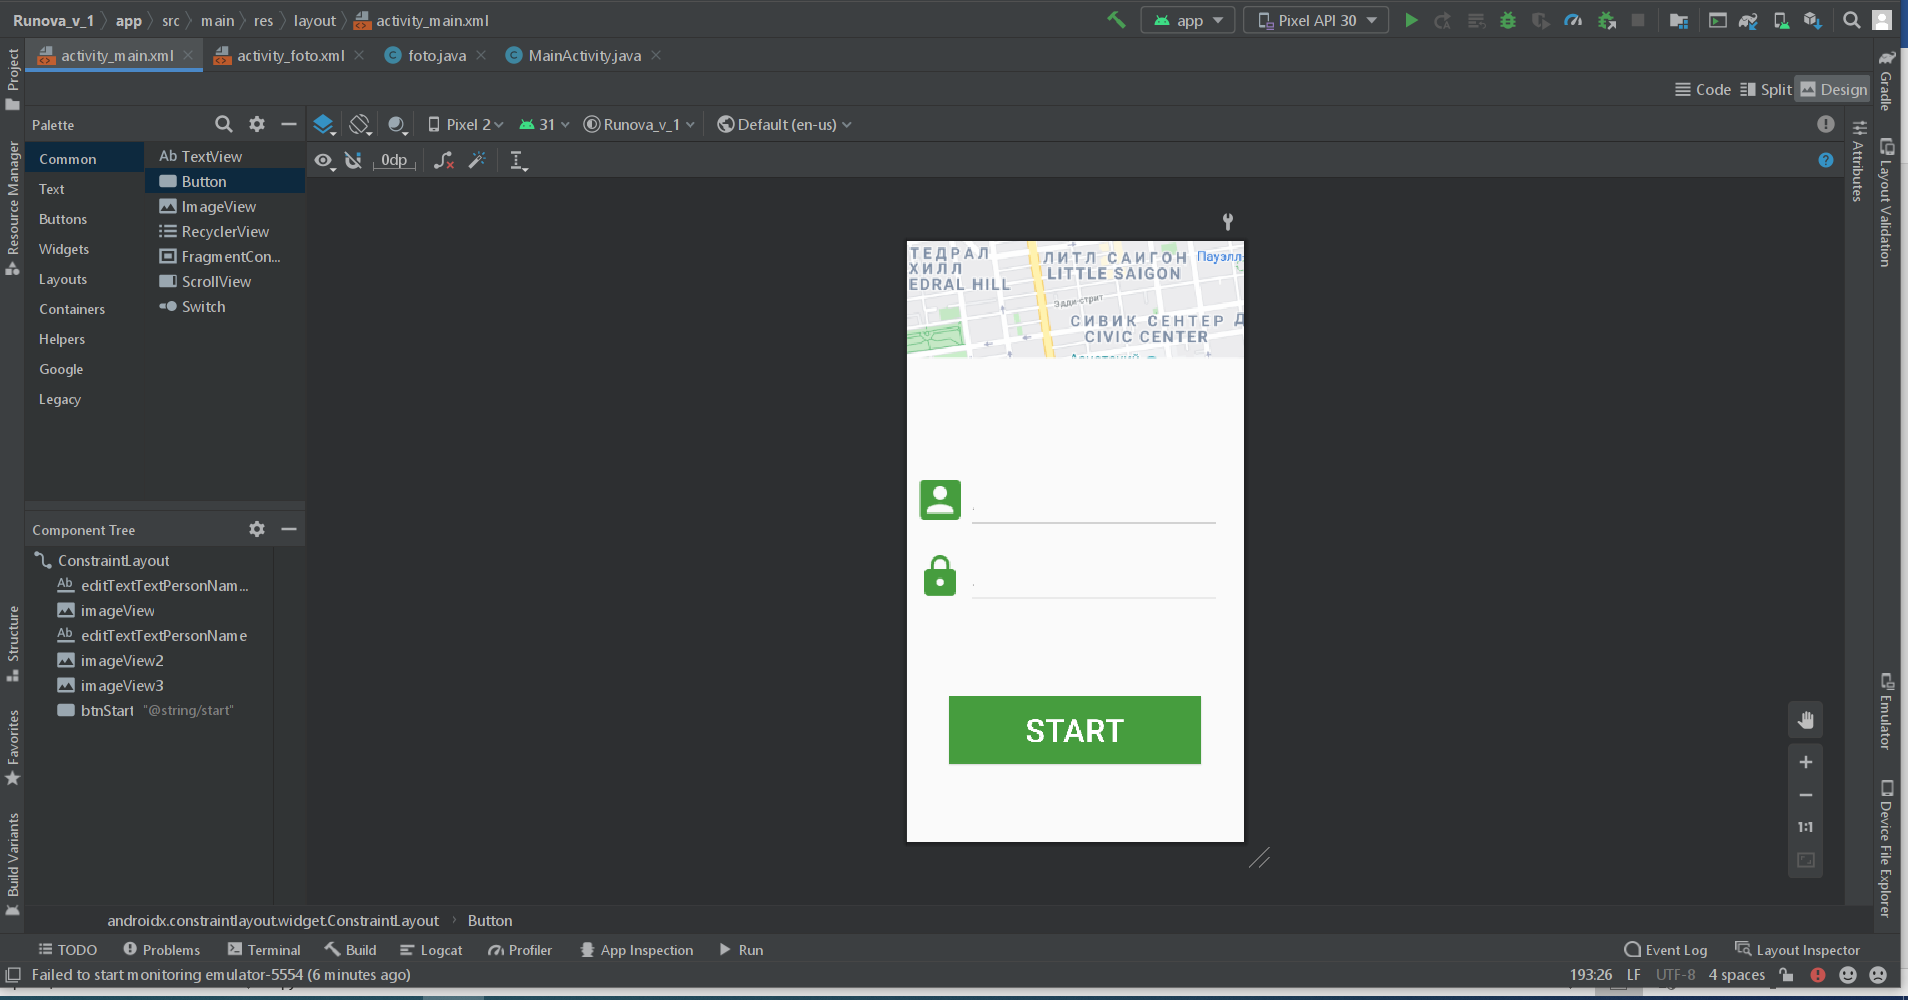 Runova_v_1 app src main res layout activity_main.xml app Pixel API 30
activity_main.xml activity_foto.xml foto.java MainActivity.java
Code Split Design
Palette
Pixel 2 31 Runova_v_1 Default (en-us)
0dp
Common
Text
Buttons
Widgets
Layouts
Containers
Helpers
Google
Legacy
Ab TextView
Button
ImageView
RecyclerView
FragmentCon...
ScrollView
Switch
Component Tree
ConstraintLayout
Ab editTextTextPersonNam...
imageView
Ab editTextTextPersonName
imageView2
imageView3
btnStart "@string/start"
ТЕДРАЛ
ХИЛЛ
EDRAL HILL
ЛИТЛ САЙГОН
LITTLE SAIGON
Пауэлл-
Эдди стрит
СИВИК СЕНТЕР
CIVIC CENTER
START
1:1
Project
Resource Manager
Structure
Favorites
Build Variants
Gradle
Attributes
Layout Validation
Emulator
Device File Explorer
androidx.constraintlayout.widget.ConstraintLayout Button
TODO Problems Terminal Build Logcat Profiler App Inspection Run Event Log Layout Inspector
Failed to start monitoring emulator-5554 (6 minutes ago) 193:26 LF UTF-8 4 spaces